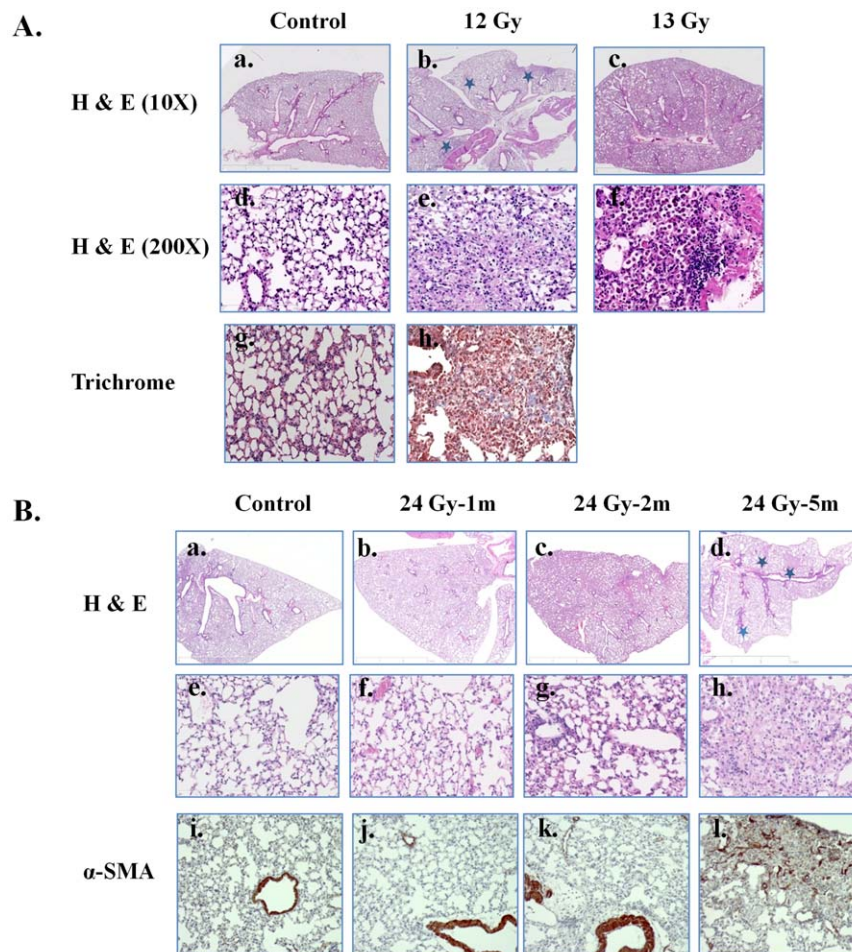 A.
Control 12 Gy 13 Gy
H & E (10X)
a. b. c.
H & E (200X)
d. e. f.
Trichrome
g. h.
B.
Control 24 Gy-1m 24 Gy-2m 24 Gy-5m
H & E
a. b. c. d.
e. f. g. h.
α-SMA
i. j. k. l.